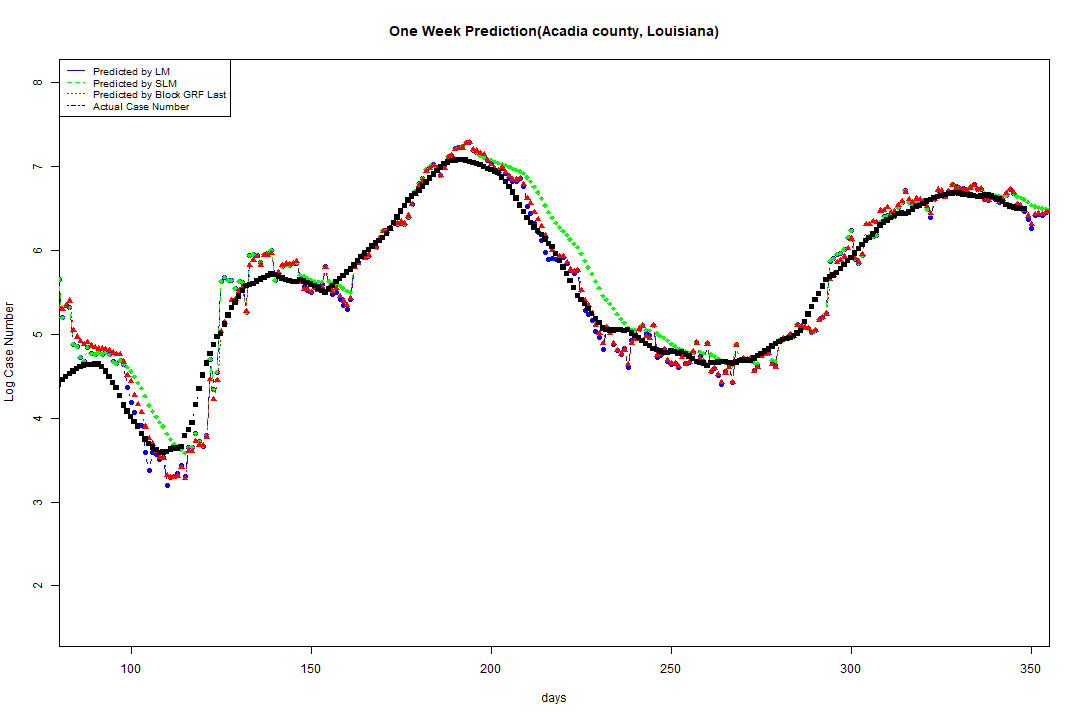 One Week Prediction(Acadia county, Louisiana)
Predicted by LM
Predicted by SLM
Predicted by Block GRF Last
Actual Case Number
8
7
6
5
4
3
2
Log Case Number
100 150 200 250 300 350
days